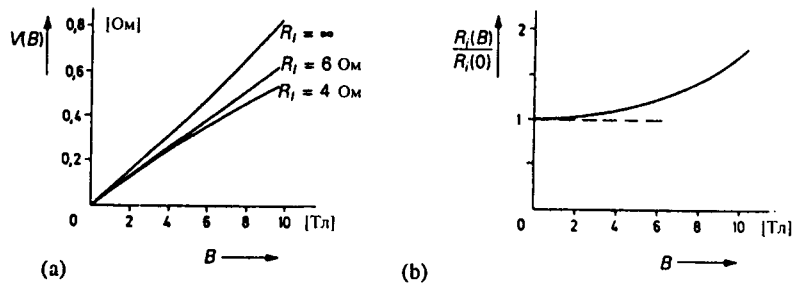 V(B)
[Ом]
0,8
0,6
0,4
0,2
0
2
4
6
8
10
[Тл]
R_l = ∞
R_l = 6 Ом
R_l = 4 Ом
B
(a)
R_i(B)
R_i(0)
2
1
0
2
4
6
8
10
[Тл]
B
(b)